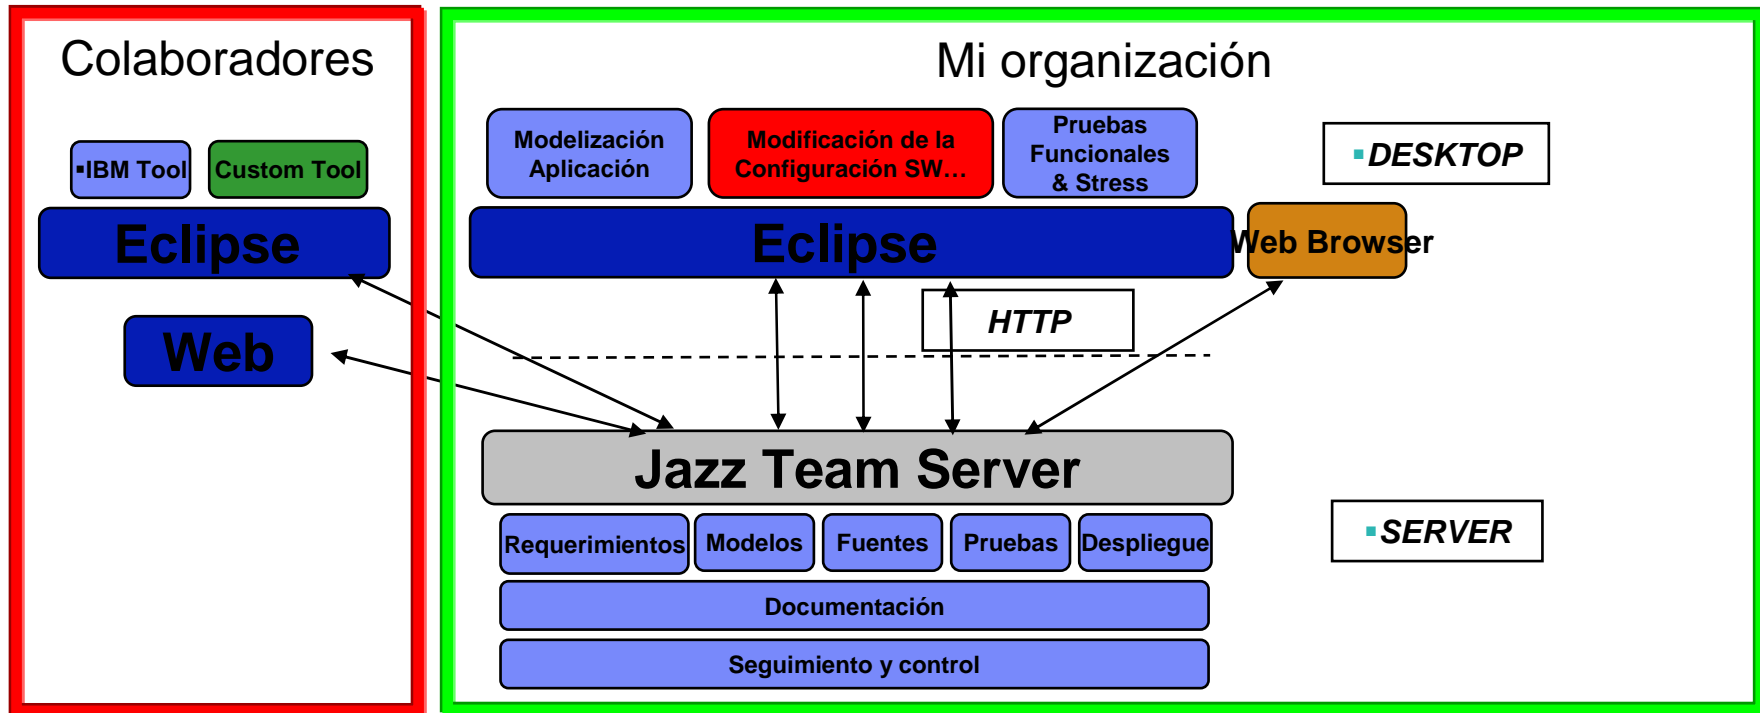 Colaboradores
▪IBM Tool
Custom Tool
Eclipse
Web
Mi organización
Modelización
Aplicación
Modificación de la
Configuración SW…
Pruebas
Funcionales
& Stress
▪DESKTOP
Eclipse
Web Browser
HTTP
Jazz Team Server
Requerimientos
Modelos
Fuentes
Pruebas
Despliegue
▪SERVER
Documentación
Seguimiento y control